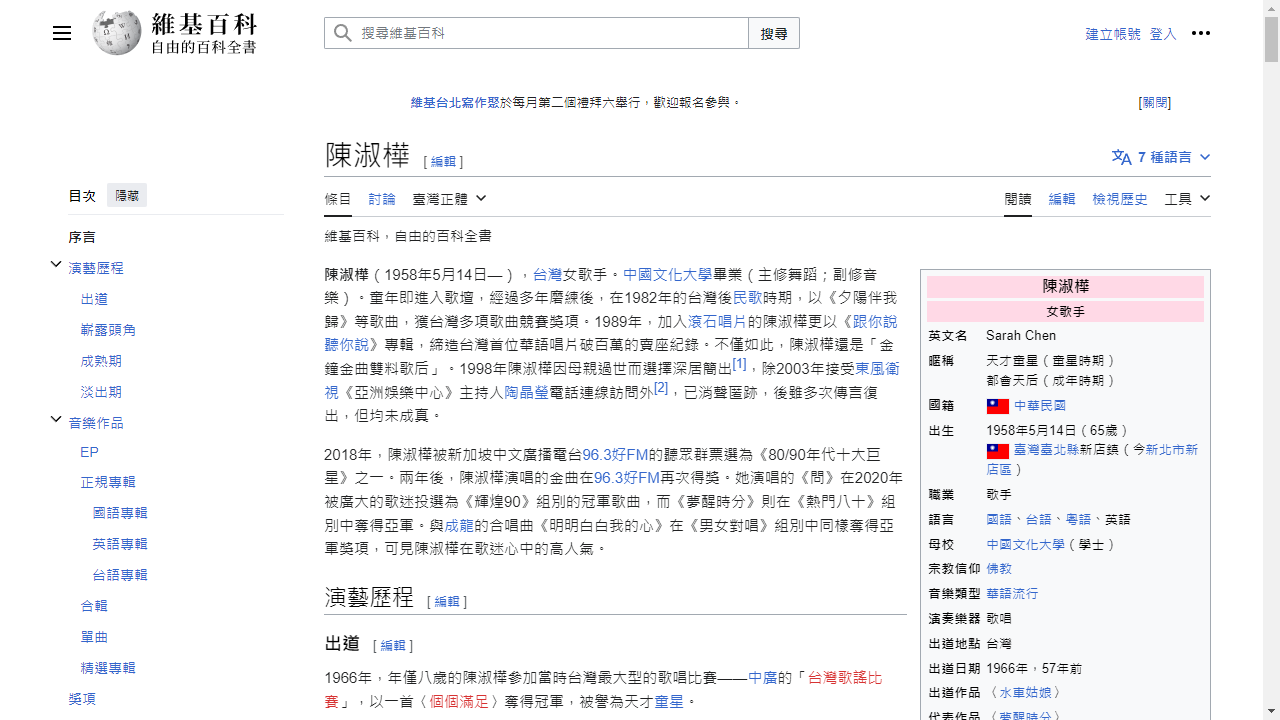 維基百科
自由的百科全書
搜尋維基百科
搜尋
建立帳號 登入
維基台北寫作聚於每月第二個禮拜六舉行，歡迎報名參與。
[關閉]
陳淑樺 [ 編輯 ]
7 種語言
條目 討論 臺灣正體
閱讀 編輯 檢視歷史 工具
維基百科，自由的百科全書
目次 隱藏
序言
演藝歷程
出道
嶄露頭角
成熟期
淡出期
音樂作品
EP
正規專輯
國語專輯
英語專輯
台語專輯
合輯
單曲
精選專輯
獎項
陳淑樺（1958年5月14日—），台灣女歌手。中國文化大學畢業（主修舞蹈；副修音
樂）。童年即進入歌壇，經過多年磨練後，在1982年的台灣後民歌時期，以《夕陽伴我
歸》等歌曲，獲台灣多項歌曲競賽獎項。1989年，加入滾石唱片的陳淑樺更以《跟你說
聽你說》專輯，締造台灣首位華語唱片破百萬的賣座紀錄。不僅如此，陳淑樺還是「金
鐘金曲雙料歌后」。1998年陳淑樺因母親過世而選擇深居簡出[1]，除2003年接受東風衛
視《亞洲娛樂中心》主持人陶晶瑩電話連線訪問外[2]，已消聲匿跡，後雖多次傳言復
出，但均未成真。
2018年，陳淑樺被新加坡中文廣播電台96.3好FM的聽眾群票選為《80/90年代十大巨
星》之一。兩年後，陳淑樺演唱的金曲在96.3好FM再次得獎。她演唱的《問》在2020年
被廣大的歌迷投選為《輝煌90》組別的冠軍歌曲，而《夢醒時分》則在《熱門八十》組
別中奪得亞軍。與成龍的合唱曲《明明白白我的心》在《男女對唱》組別中同樣奪得亞
軍獎項，可見陳淑樺在歌迷心中的高人氣。
演藝歷程 [ 編輯 ]
出道 [ 編輯 ]
1966年，年僅八歲的陳淑樺參加當時台灣最大型的歌唱比賽——中廣的「台灣歌謠比
賽」，以一首〈個個滿足〉奪得冠軍，被譽為天才童星。
陳淑樺
女歌手
英文名 Sarah Chen
暱稱 天才童星（童星時期）
都會天后（成年時期）
國籍 中華民國
出生 1958年5月14日（65歲）
臺灣臺北縣新店鎮（今新北市新
店區）
職業 歌手
語言 國語、台語、粵語、英語
母校 中國文化大學（學士）
宗教信仰 佛教
音樂類型 華語流行
演奏樂器 歌唱
出道地點 台灣
出道日期 1966年，57年前
出道作品 〈水車姑娘〉
代表作品 〈夢醒時分〉